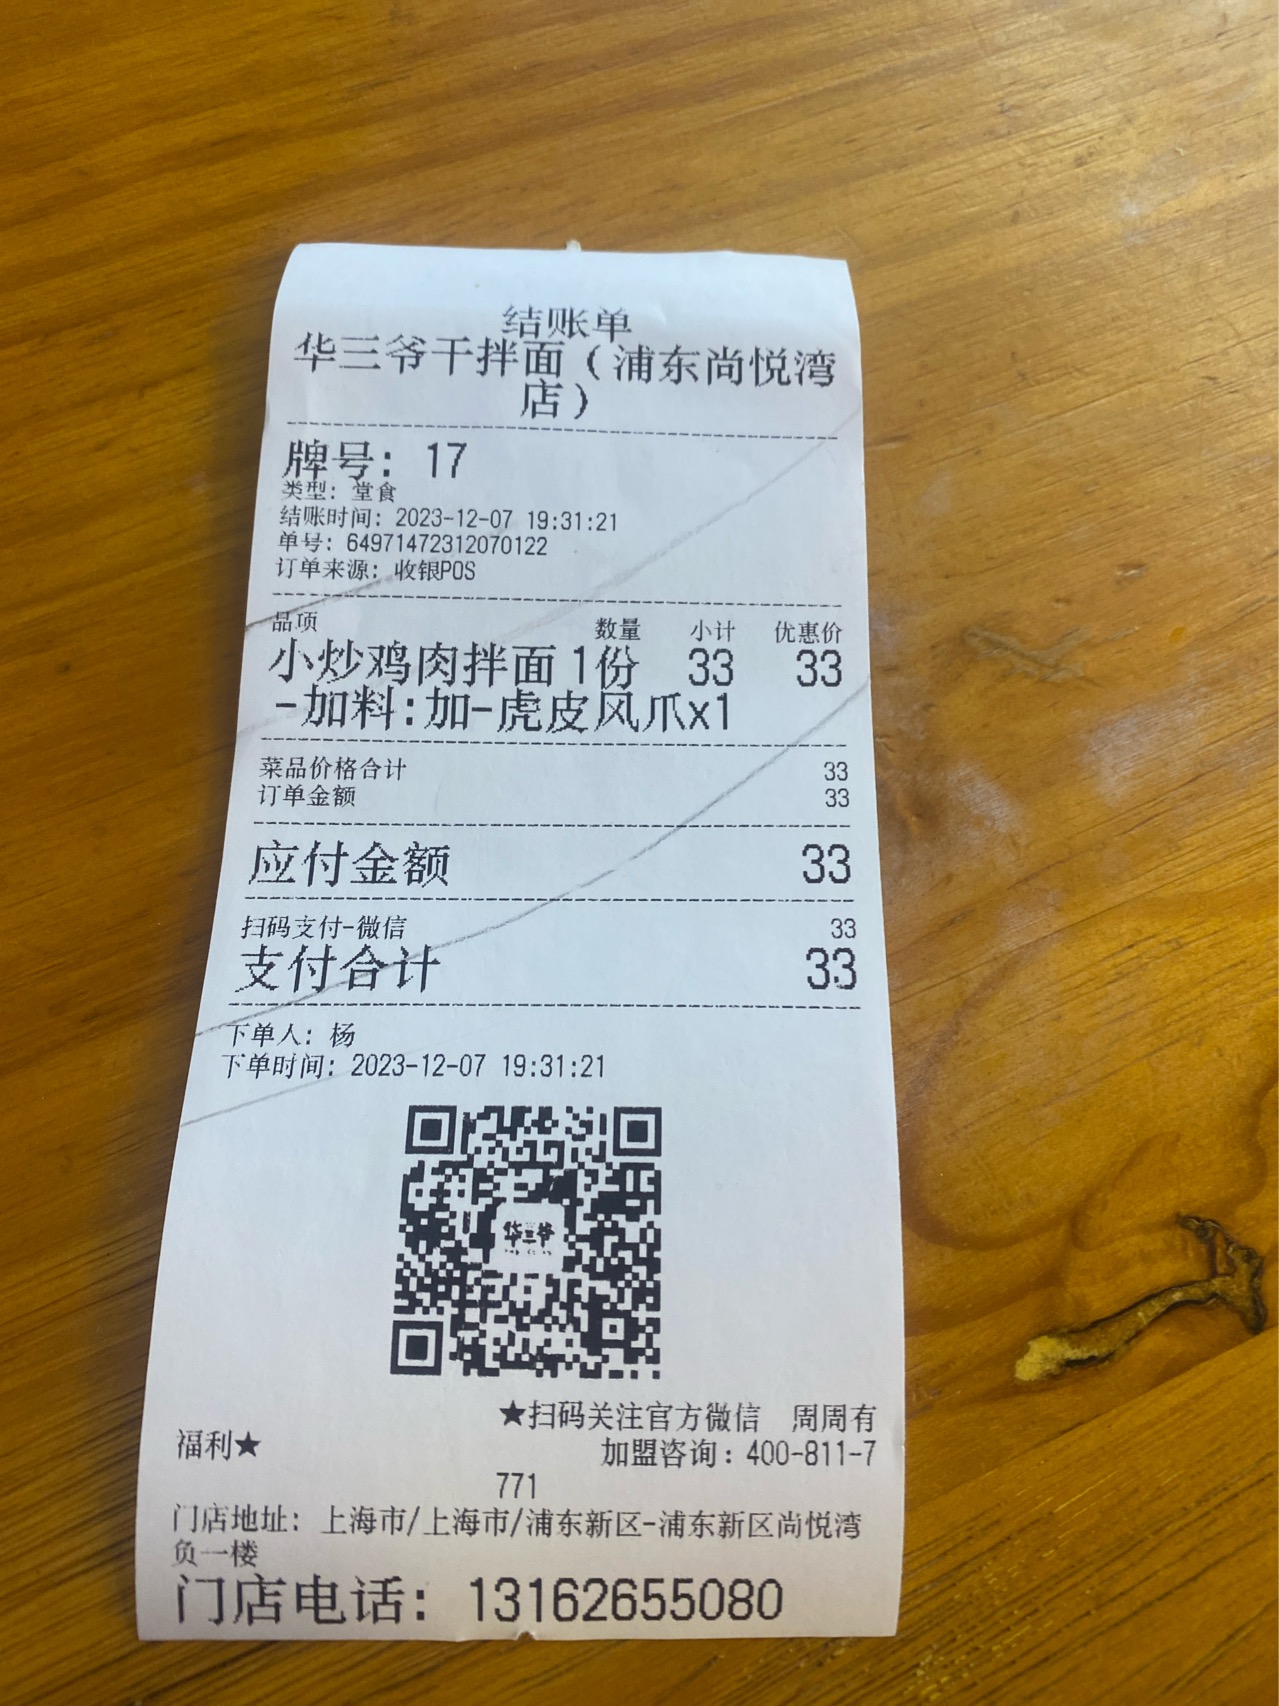 结账单
华三爷干拌面（浦东尚悦湾
店）
牌号: 17
类型: 堂食
结账时间: 2023-12-07 19:31:21
单号: 64971472312070122
订单来源: 收银POS
品项 数量 小计 优惠价
小炒鸡肉拌面 1份 33 33
-加料:加-虎皮凤爪x1
菜品价格合计 33
订单金额 33
应付金额 33
扫码支付-微信 33
支付合计 33
下单人: 杨
下单时间: 2023-12-07 19:31:21
华三爷
★扫码关注官方微信 周周有
福利★ 加盟咨询: 400-811-7
771
门店地址: 上海市/上海市/浦东新区-浦东新区尚悦湾
负一楼
门店电话: 13162655080